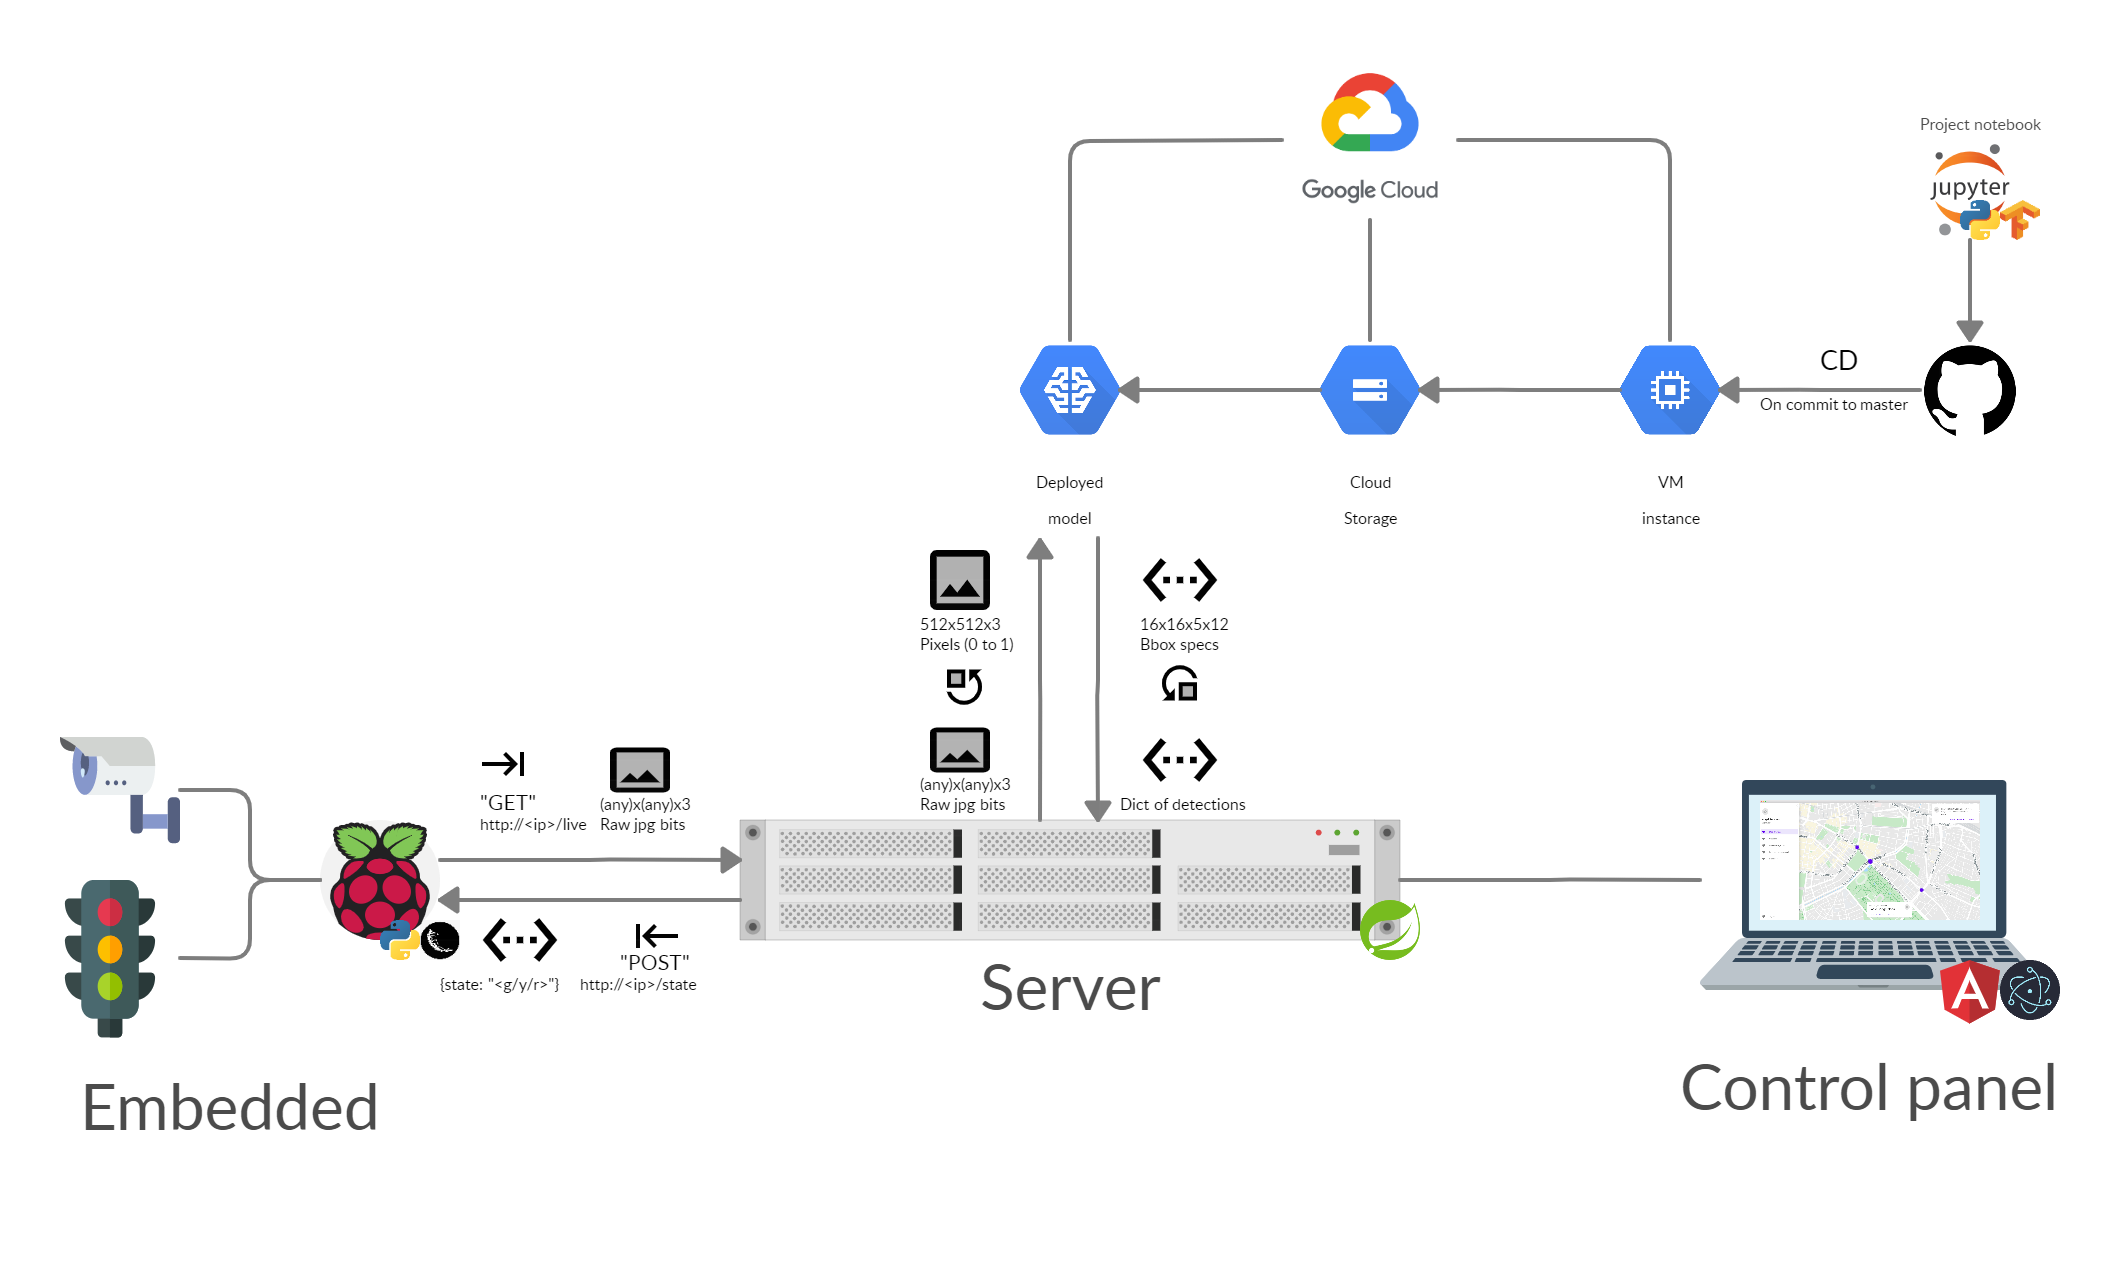 Google Cloud
Project notebook
jupyter
CD
On commit to master
Deployed
model
Cloud
Storage
VM
instance
512x512x3
Pixels (0 to 1)
16x16x5x12
Bbox specs
(any)x(any)x3
Raw jpg bits
Dict of detections
"GET"
http://<ip>/live
(any)x(any)x3
Raw jpg bits
{state: "<g/y/r>"}
"POST"
http://<ip>/state
Server
Embedded
Control panel